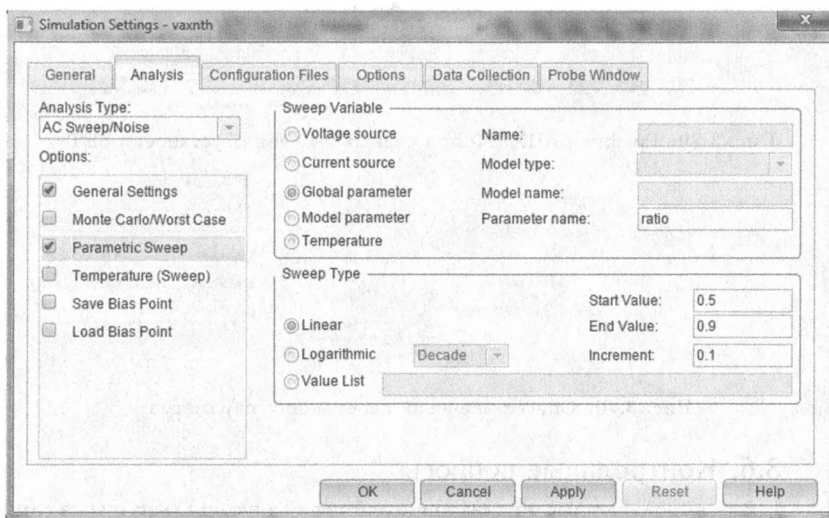 Simulation Settings - vaxnth
General Analysis Configuration Files Options Data Collection Probe Window
Analysis Type:
AC Sweep/Noise
Options:
General Settings
Monte Carlo/Worst Case
Parametric Sweep
Temperature (Sweep)
Save Bias Point
Load Bias Point
Sweep Variable
Voltage source
Current source
Global parameter
Model parameter
Temperature
Name:
Model type:
Model name:
Parameter name: ratio
Sweep Type
Linear
Logarithmic Decade
Value List
Start Value: 0.5
End Value: 0.9
Increment: 0.1
OK Cancel Apply Reset Help